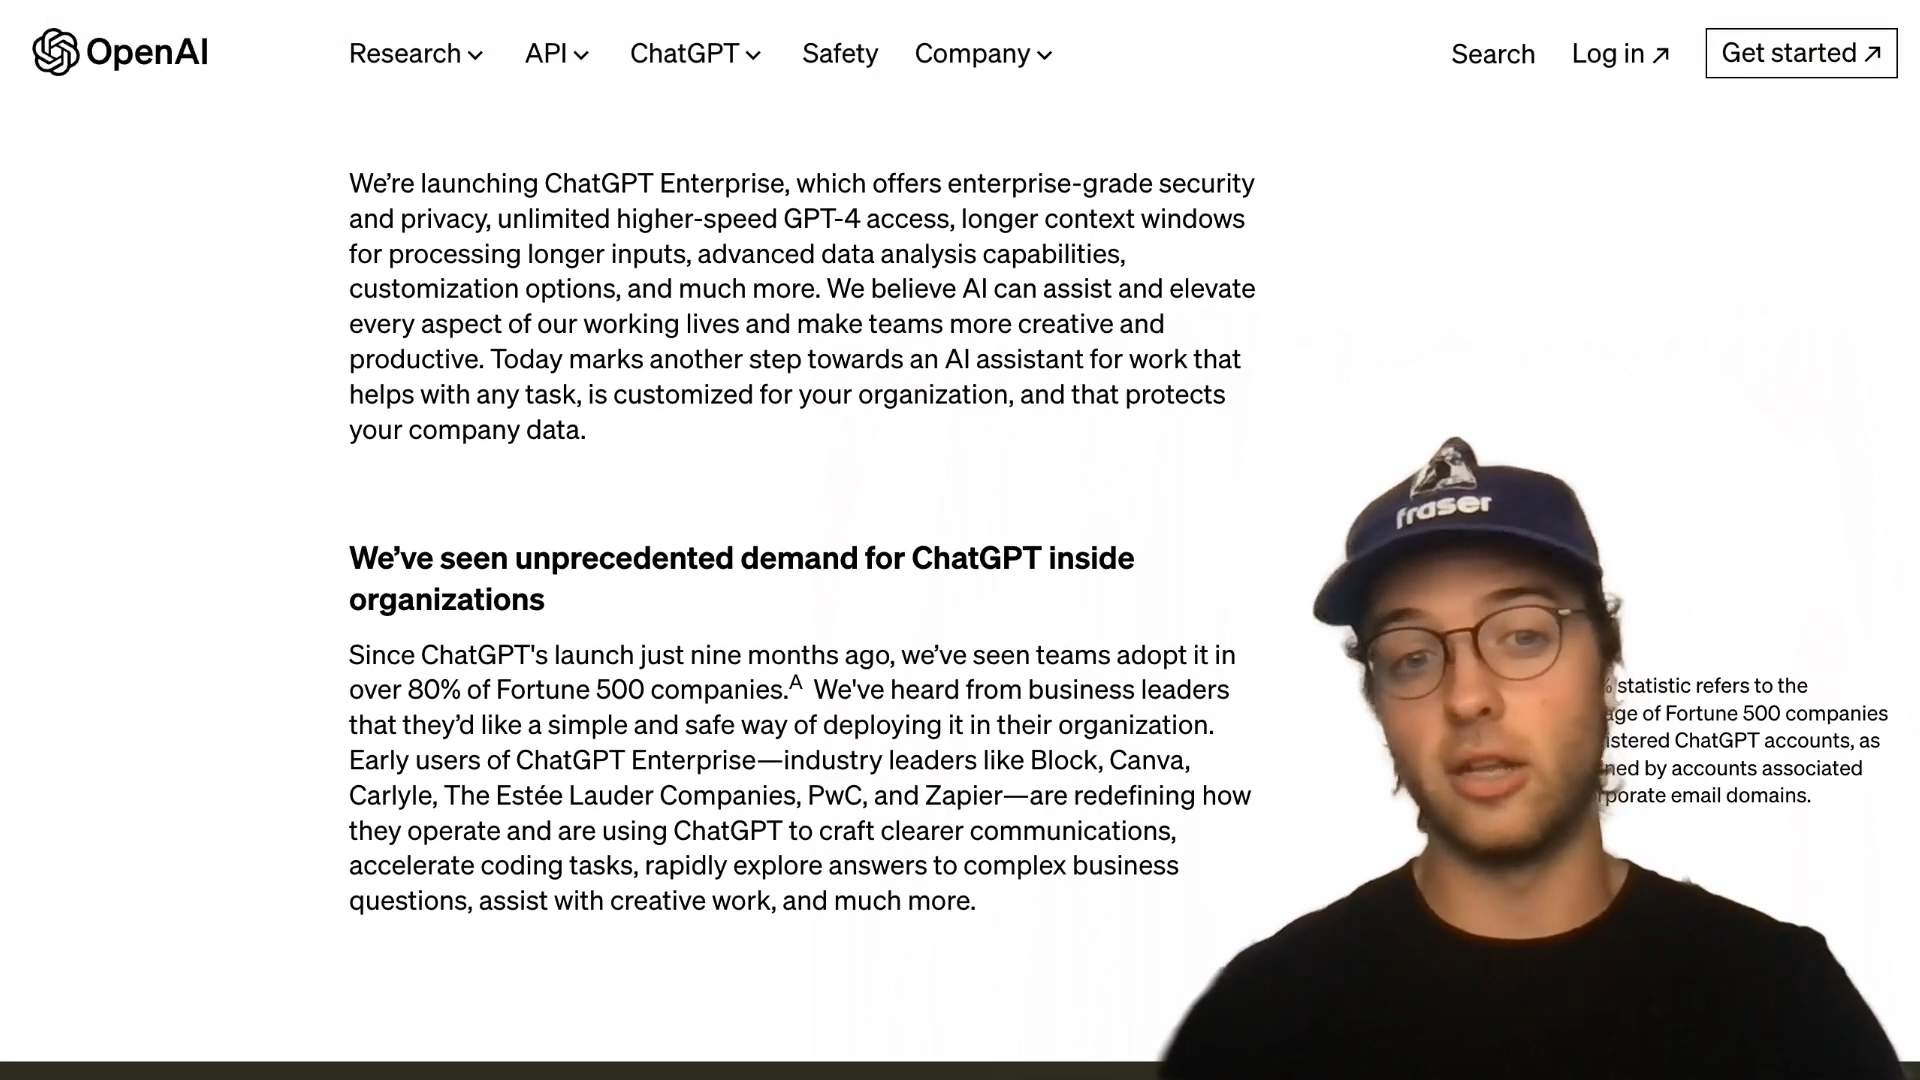 OpenAI
Research
API
ChatGPT
Safety
Company
Search
Log in ↗
Get started ↗
We’re launching ChatGPT Enterprise, which offers enterprise-grade security
and privacy, unlimited higher-speed GPT-4 access, longer context windows
for processing longer inputs, advanced data analysis capabilities,
customization options, and much more. We believe AI can assist and elevate
every aspect of our working lives and make teams more creative and
productive. Today marks another step towards an AI assistant for work that
helps with any task, is customized for your organization, and that protects
your company data.
We’ve seen unprecedented demand for ChatGPT inside
organizations
Since ChatGPT's launch just nine months ago, we’ve seen teams adopt it in
over 80% of Fortune 500 companies.A We've heard from business leaders
that they’d like a simple and safe way of deploying it in their organization.
Early users of ChatGPT Enterprise—industry leaders like Block, Canva,
Carlyle, The Estée Lauder Companies, PwC, and Zapier—are redefining how
they operate and are using ChatGPT to craft clearer communications,
accelerate coding tasks, rapidly explore answers to complex business
questions, assist with creative work, and much more.
fraser
statistic refers to the
of Fortune 500 companies
ChatGPT accounts, as
by accounts associated
email domains.